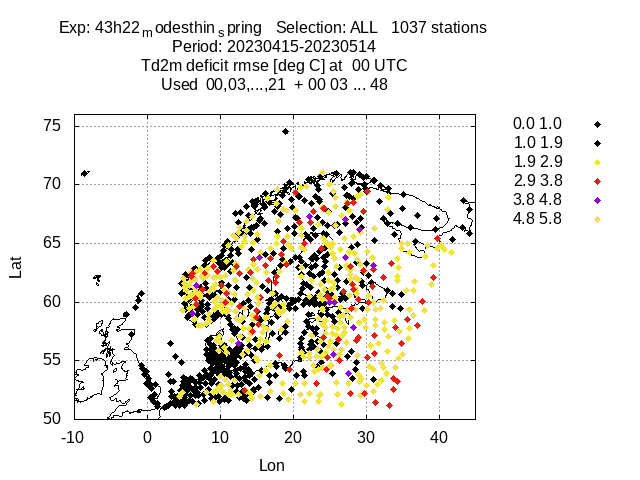 Exp: 43h22modesthinspring   Selection: ALL   1037 stations
Period: 20230415-20230514
Td2m deficit rmse [deg C] at  00 UTC
Used  00,03,...,21  + 00 03 ... 48
75
70
65
60
55
50
Lat
-10 0 10 20 30 40
Lon
0.0 1.0
1.0 1.9
1.9 2.9
2.9 3.8
3.8 4.8
4.8 5.8